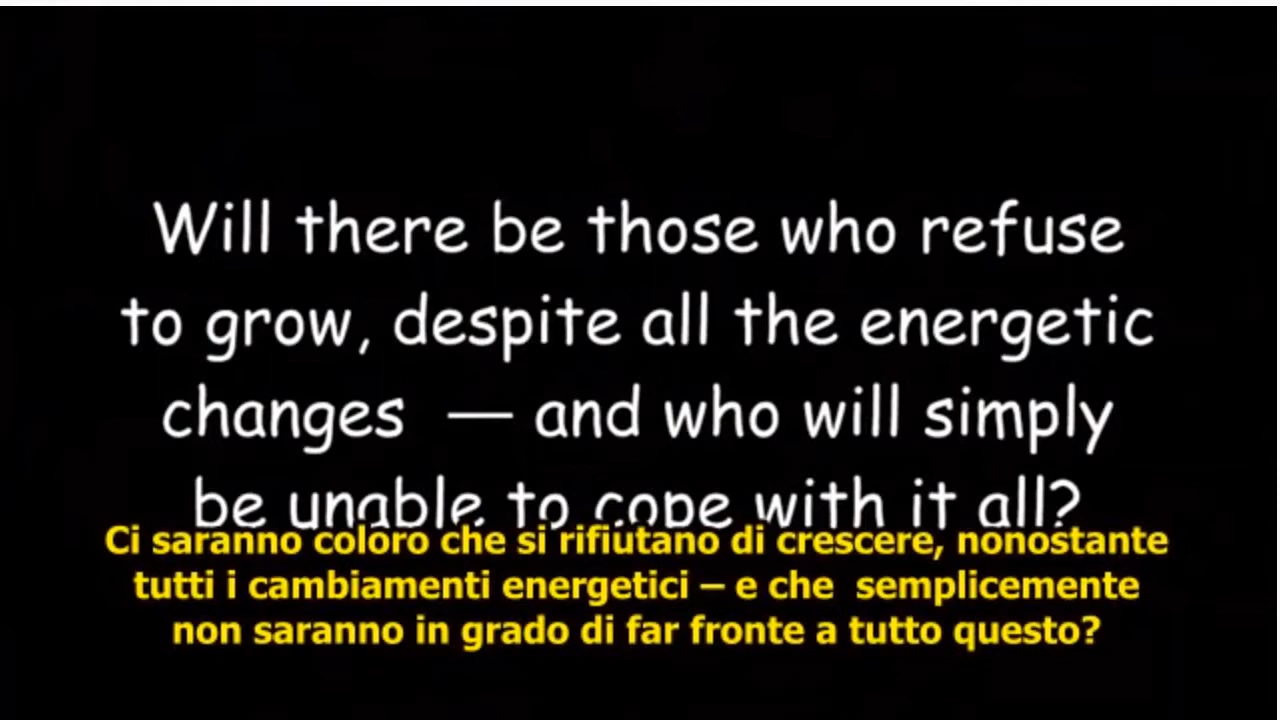 Will there be those who refuse
to grow, despite all the energetic
changes — and who will simply
be unable to cope with it all?
Ci saranno coloro che si rifiutano di crescere, nonostante
tutti i cambiamenti energetici – e che semplicemente
non saranno in grado di far fronte a tutto questo?